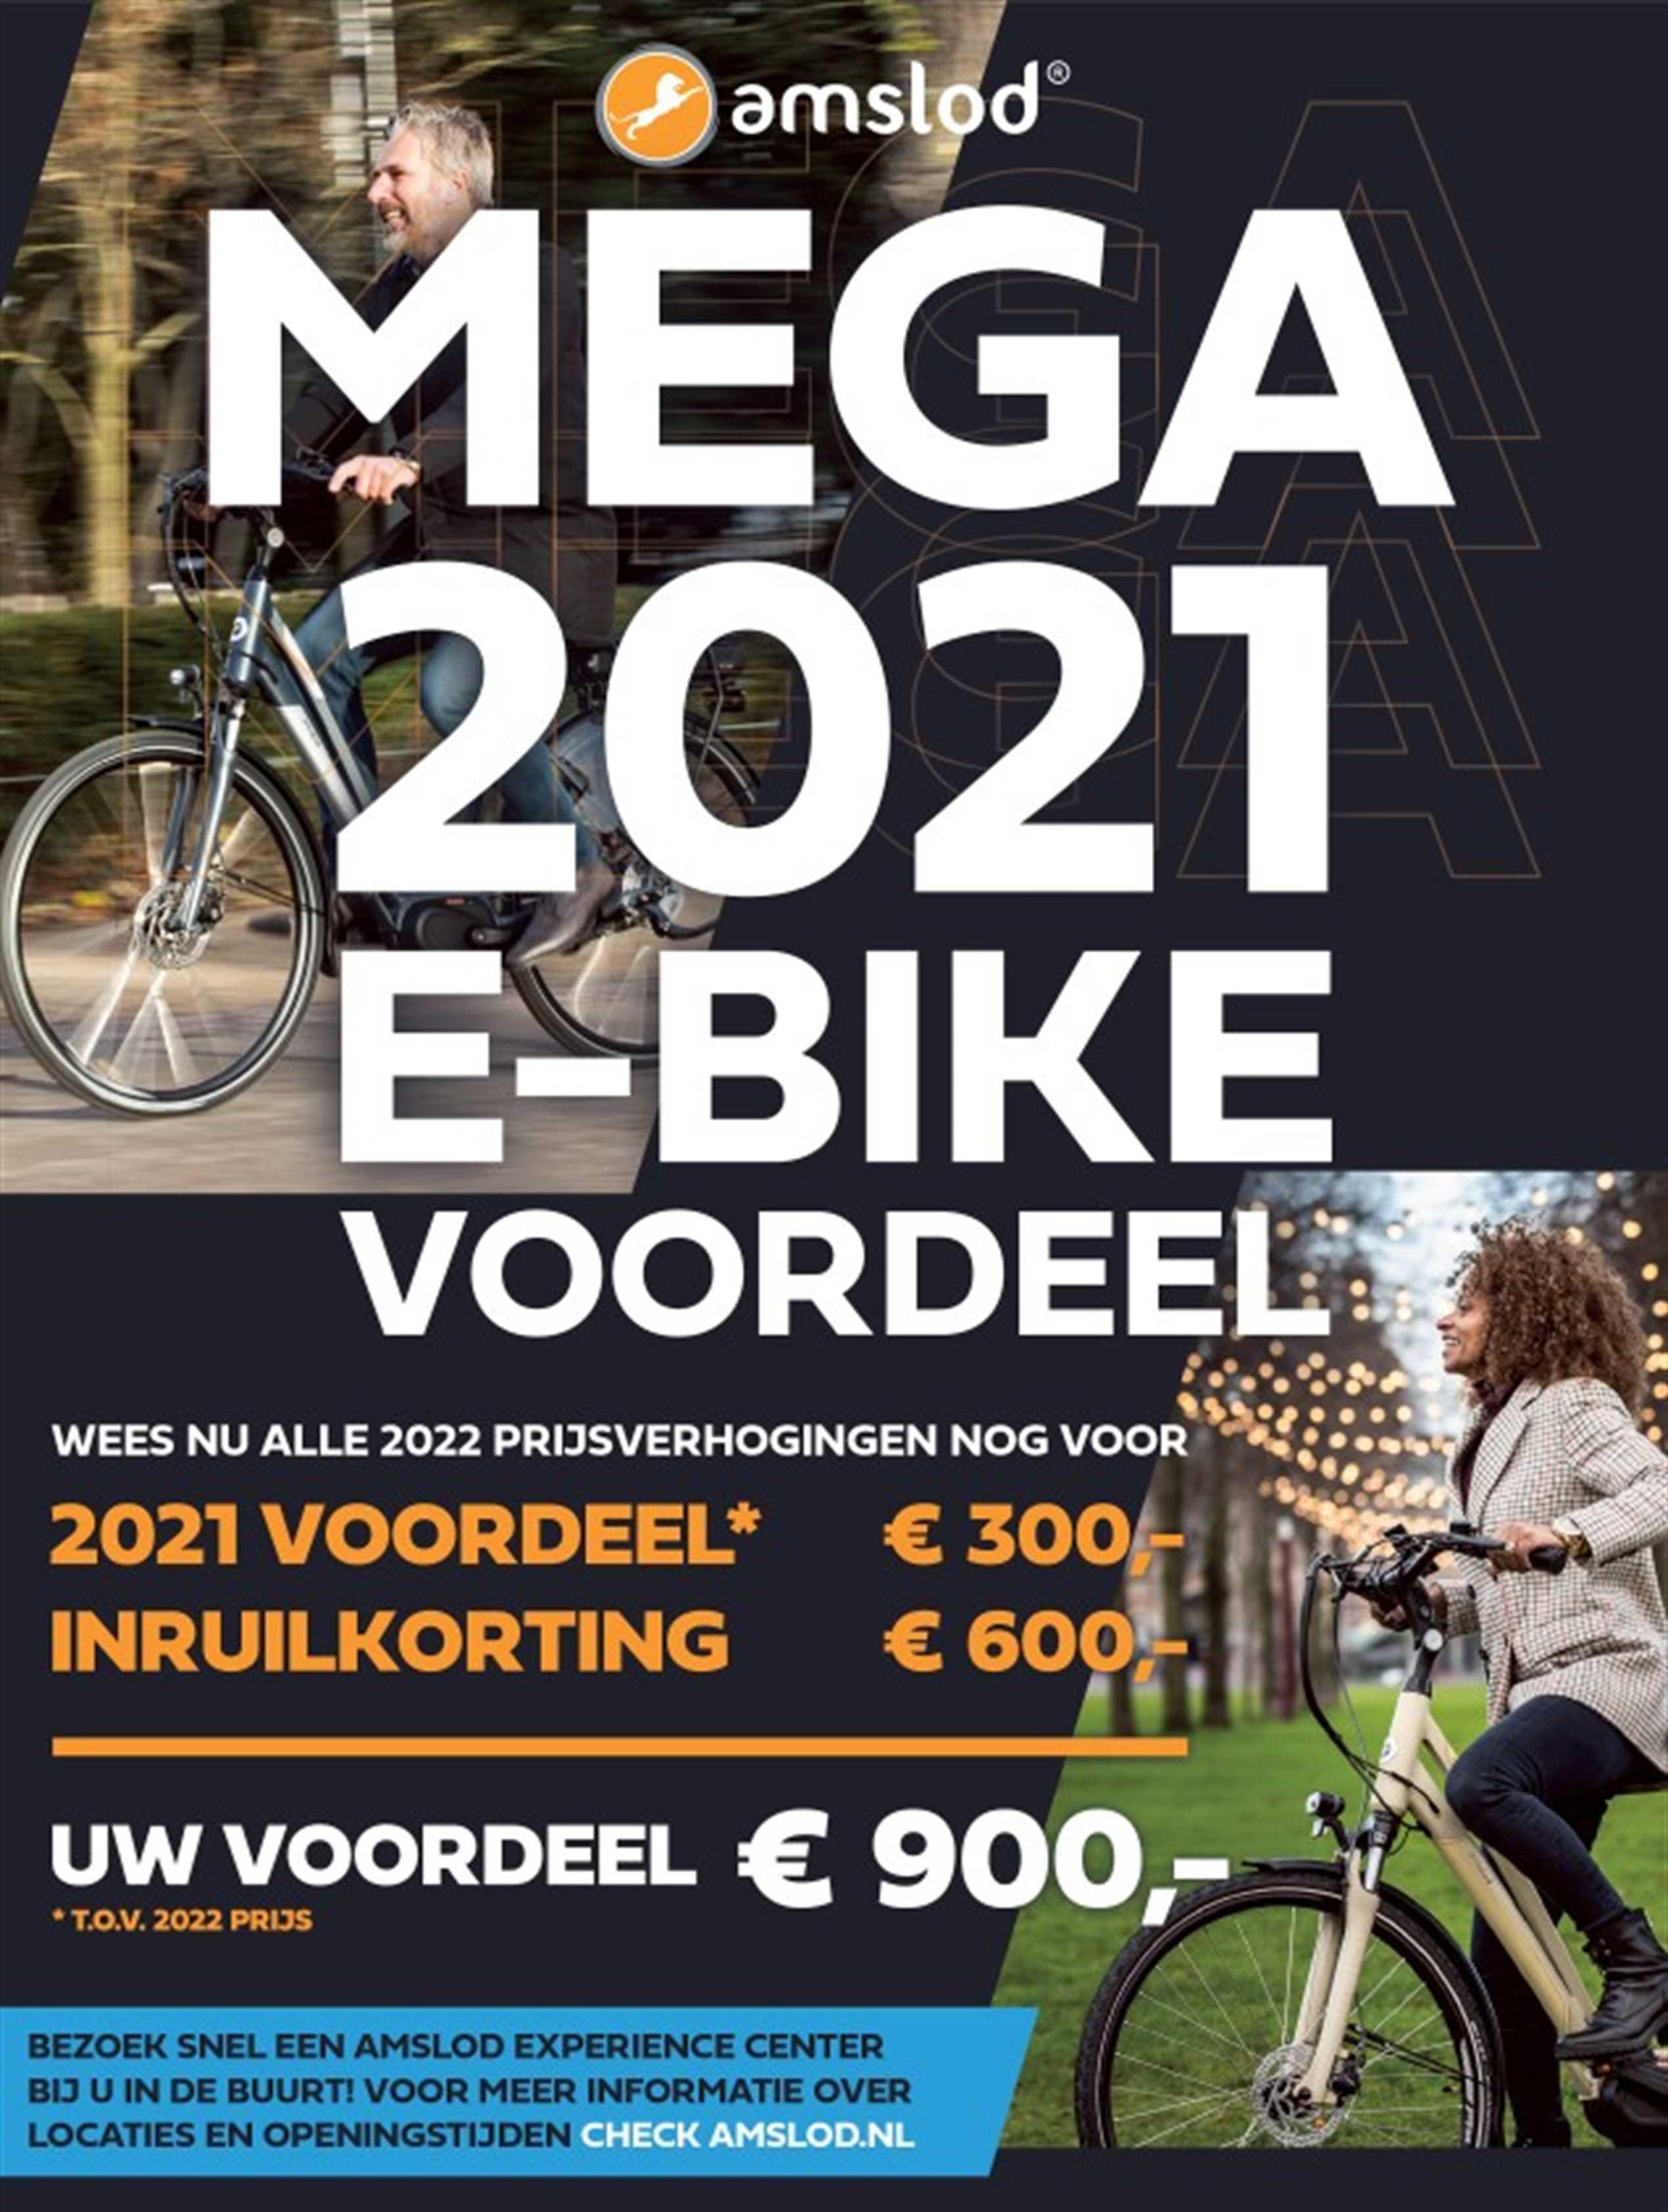 amslod®
MEGA
2021
E-BIKE
VOORDEEL
WEES NU ALLE 2022 PRIJSVERHOGINGEN NOG VOOR
2021 VOORDEEL* € 300,-
INRUILKORTING € 600,-
UW VOORDEEL € 900,-
* T.O.V. 2022 PRIJS
BEZOEK SNEL EEN AMSLOD EXPERIENCE CENTER
BIJ U IN DE BUURT! VOOR MEER INFORMATIE OVER
LOCATIES EN OPENINGSTIJDEN CHECK AMSLOD.NL